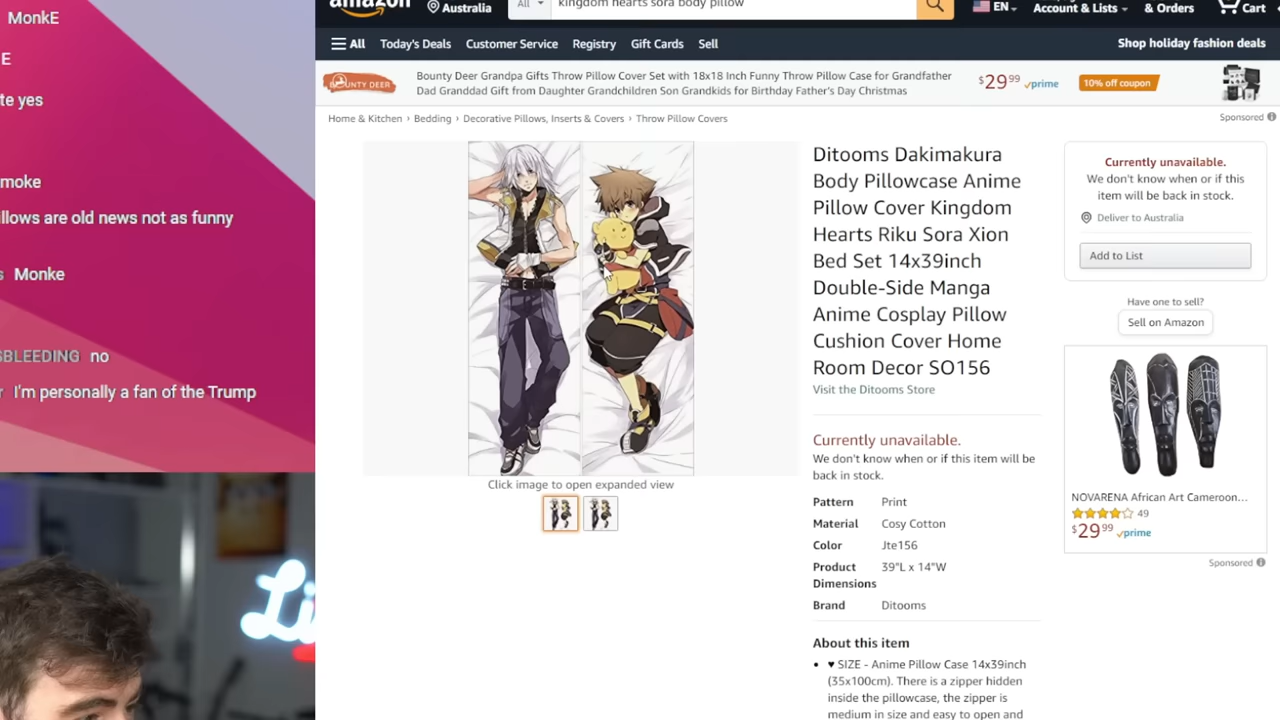 MonkE
E
te yes
moke
illows are old news not as funny
s Monke
SBLEEDING no
r I'm personally a fan of the Trump
amazon
Australia
All
kingdom hearts sora body pillow
EN
Account & Lists
& Orders
Cart
All
Today's Deals
Customer Service
Registry
Gift Cards
Sell
Shop holiday fashion deals
BOUNTY DEER
Bounty Deer Grandpa Gifts Throw Pillow Cover Set with 18x18 Inch Funny Throw Pillow Case for Grandfather
Dad Granddad Gift from Daughter Grandchildren Son Grandkids for Birthday Father's Day Christmas
$29 99 prime
10% off coupon
Sponsored
Home & Kitchen › Bedding › Decorative Pillows, Inserts & Covers › Throw Pillow Covers
Click image to open expanded view
Ditooms Dakimakura
Body Pillowcase Anime
Pillow Cover Kingdom
Hearts Riku Sora Xion
Bed Set 14x39inch
Double-Side Manga
Anime Cosplay Pillow
Cushion Cover Home
Room Decor SO156
Visit the Ditooms Store
Currently unavailable.
We don't know when or if this item will be
back in stock.
Pattern Print
Material Cosy Cotton
Color Jte156
Product 39"L x 14"W
Dimensions
Brand Ditooms
About this item
• ♥ SIZE - Anime Pillow Case 14x39inch
(35x100cm). There is a zipper hidden
inside the pillowcase, the zipper is
medium in size and easy to open and
Currently unavailable.
We don't know when or if this
item will be back in stock.
Deliver to Australia
Add to List
Have one to sell?
Sell on Amazon
NOVARENA African Art Cameroon...
49
$29 99 prime
Sponsored
Li